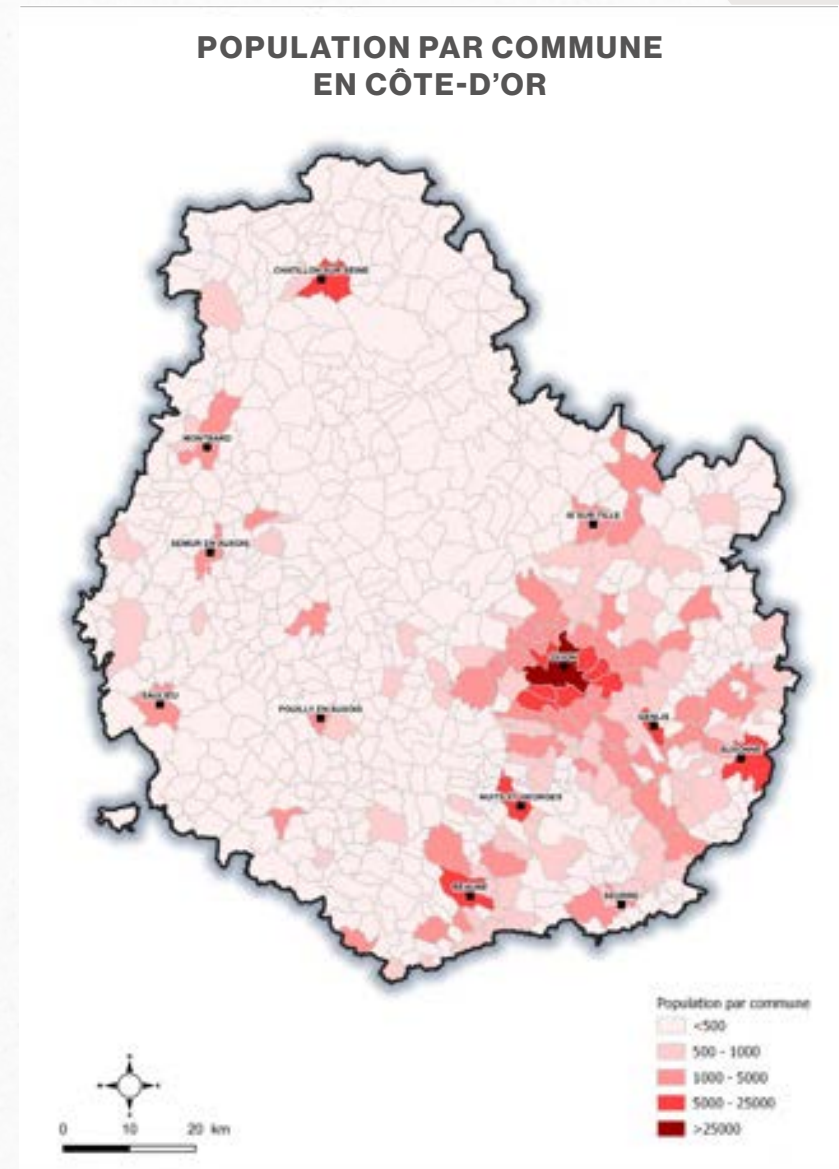 POPULATION PAR COMMUNE
EN CÔTE-D'OR
CHATILLON SUR SEINE
MONTBARD
IS SUR TILLE
SEMUR EN AUXOIS
DIJON
SAULIEU
POUILLY EN AUXOIS
GENLIS
AUXONNE
NUITS ST GEORGES
BEAUNE
SEURRE
Population par commune
<500
500 - 1000
1000 - 5000
5000 - 25000
>25000
0 10 20 km